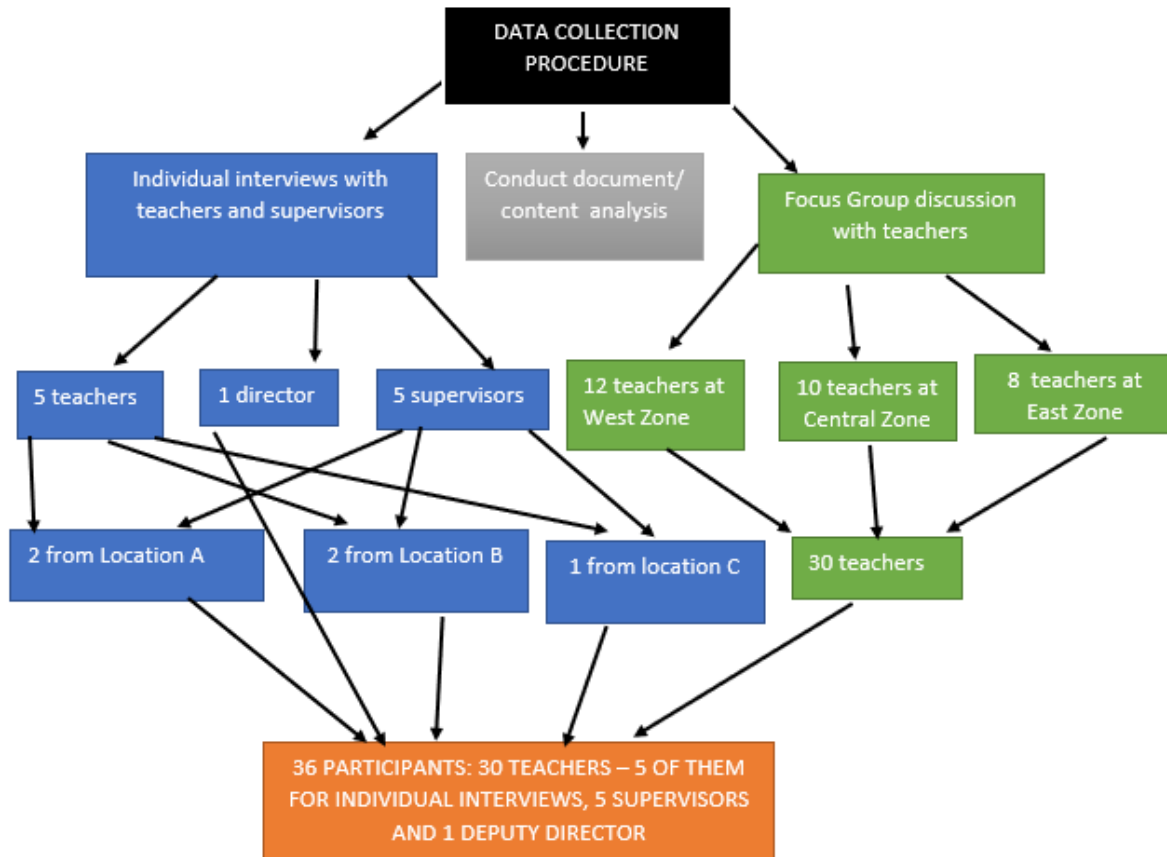 DATA COLLECTION
PROCEDURE
Individual interviews with
teachers and supervisors
Conduct document/
content analysis
Focus Group discussion
with teachers
5 teachers
1 director
5 supervisors
12 teachers at
West Zone
10 teachers at
Central Zone
8 teachers at
East Zone
2 from Location A
2 from Location B
1 from location C
30 teachers
36 PARTICIPANTS: 30 TEACHERS – 5 OF THEM
FOR INDIVIDUAL INTERVIEWS, 5 SUPERVISORS
AND 1 DEPUTY DIRECTOR